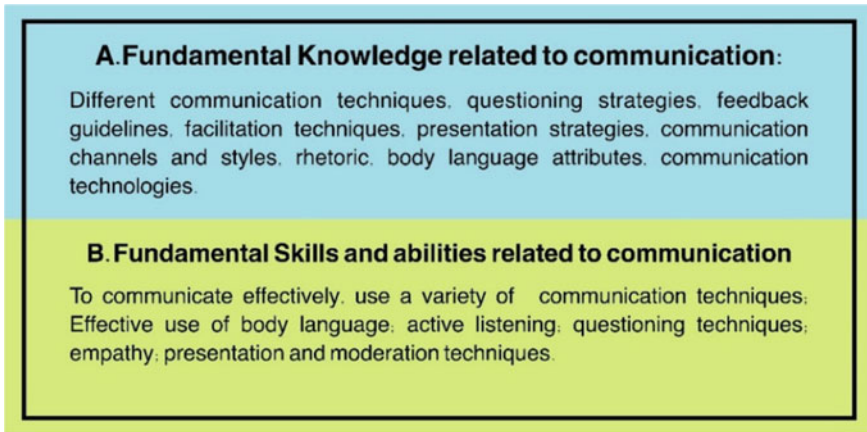 A.Fundamental Knowledge related to communication:
Different communication techniques, questioning strategies, feedback
guidelines, facilitation techniques, presentation strategies, communication
channels and styles, rhetoric, body language attributes, communication
technologies.
B.Fundamental Skills and abilities related to communication
To communicate effectively, use a variety of communication techniques;
Effective use of body language; active listening; questioning techniques;
empathy; presentation and moderation techniques.